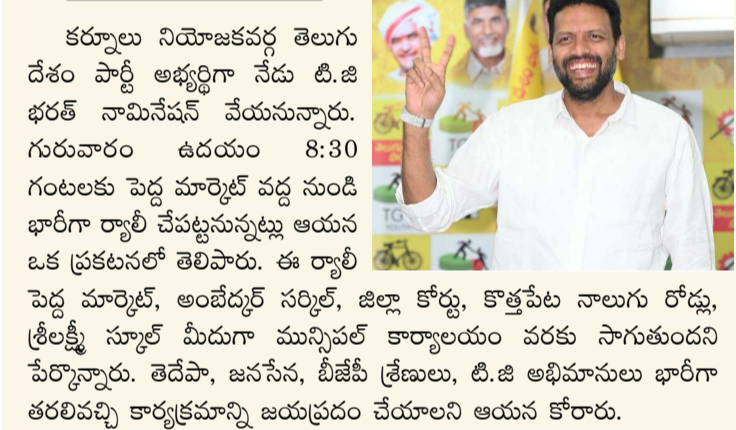 కర్నూలు నియోజకవర్గ తెలుగు
దేశం పార్టీ అభ్యర్థిగా నేడు టి.జి
భరత్ నామినేషన్ వేయనున్నారు.
గురువారం ఉదయం 8:30
గంటలకు పెద్ద మార్కెట్ వద్ద నుండి
భారీగా ర్యాలీ చేపట్టనున్నట్లు ఆయన
ఒక ప్రకటనలో తెలిపారు. ఈ ర్యాలీ
పెద్ద మార్కెట్, అంబేద్కర్ సర్కిల్, జిల్లా కోర్టు, కొత్తపేట నాలుగు రోడ్లు,
శ్రీలక్ష్మీ స్కూల్ మీదుగా మున్సిపల్ కార్యాలయం వరకు సాగుతుందని
పేర్కొన్నారు. తెదేపా, జనసేన, బీజేపీ శ్రేణులు, టి.జి అభిమానులు భారీగా
తరలివచ్చి కార్యక్రమాన్ని జయప్రదం చేయాలని ఆయన కోరారు.